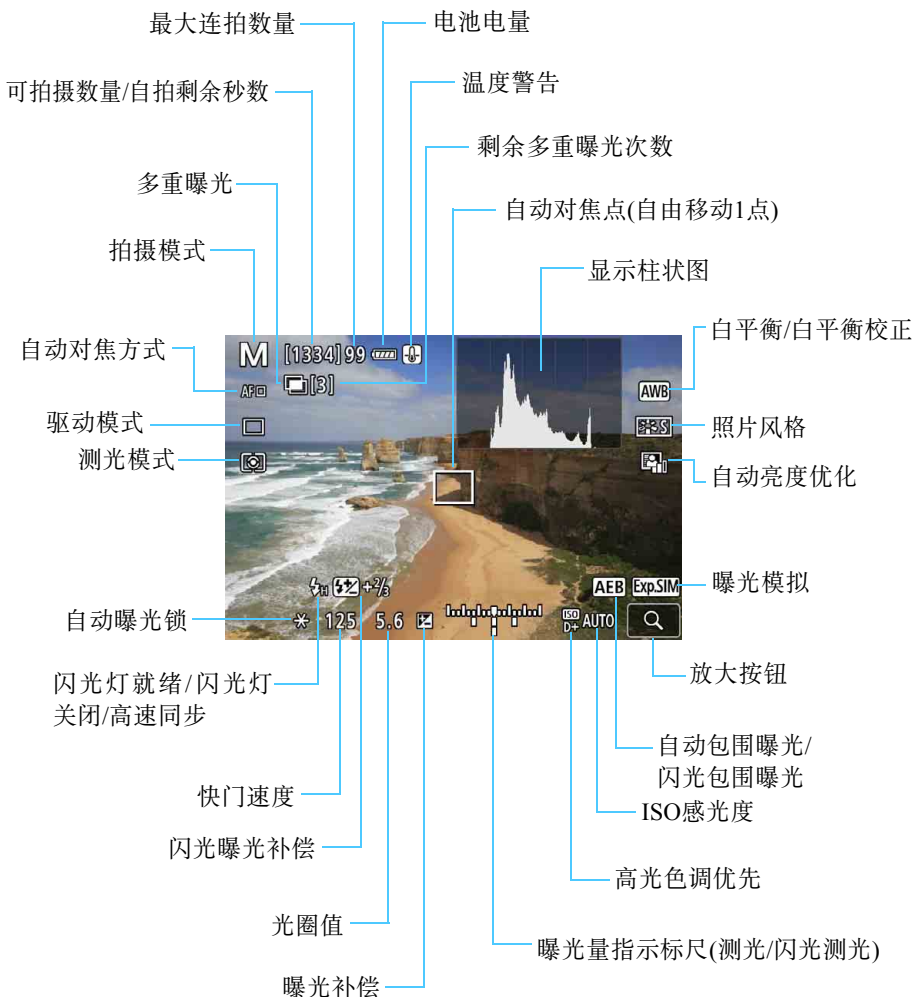 最大连拍数量
电池电量
可拍摄数量/自拍剩余秒数
温度警告
剩余多重曝光次数
多重曝光
自动对焦点(自由移动1点)
拍摄模式
显示柱状图
白平衡/白平衡校正
自动对焦方式
驱动模式
照片风格
测光模式
自动亮度优化
M [1334] 99
[3]
AF
AWB
S
+2/3
AEB Exp.SIM
125 5.6
ISO
D+ AUTO
曝光模拟
自动曝光锁
放大按钮
闪光灯就绪/闪光灯
关闭/高速同步
自动包围曝光/
闪光包围曝光
快门速度
ISO感光度
闪光曝光补偿
高光色调优先
光圈值
曝光量指示标尺(测光/闪光测光)
曝光补偿